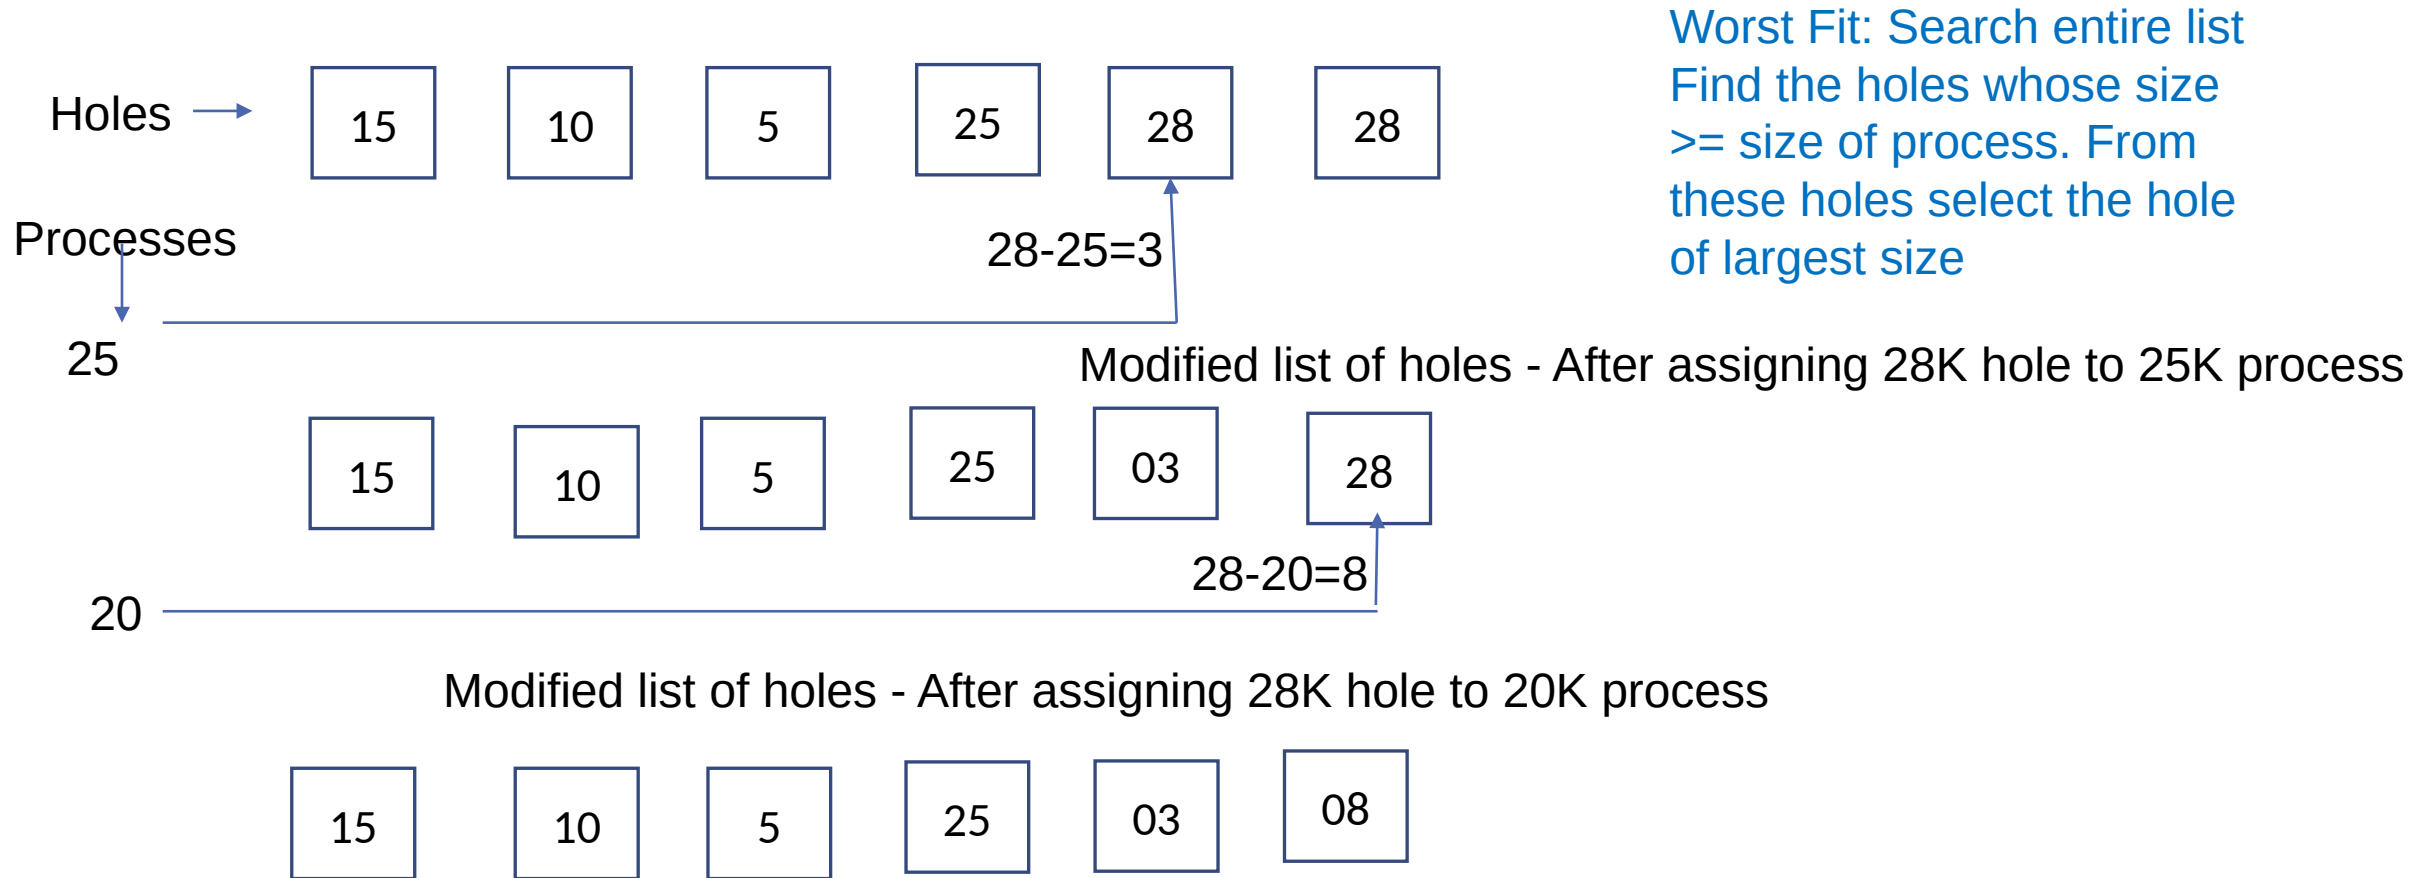 Worst Fit: Search entire list
Find the holes whose size
>= size of process. From
these holes select the hole
of largest size
Holes
15 10 5 25 28 28
Processes
28-25=3
25
Modified list of holes - After assigning 28K hole to 25K process
15 10 5 25 03 28
28-20=8
20
Modified list of holes - After assigning 28K hole to 20K process
15 10 5 25 03 08